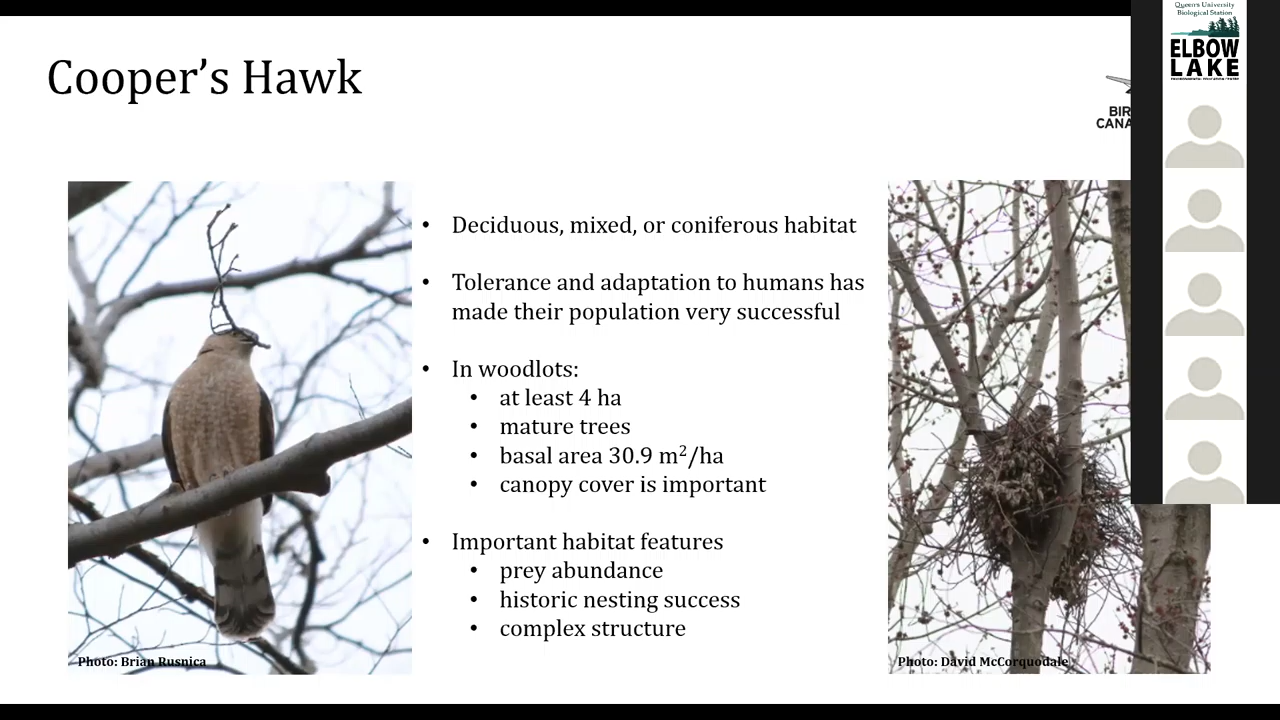 Cooper's Hawk
Queen's University
Biological Station
ELBOW
LAKE
BIR
CANA
• Deciduous, mixed, or coniferous habitat
• Tolerance and adaptation to humans has
made their population very successful
• In woodlots:
• at least 4 ha
• mature trees
• basal area 30.9 m²/ha
• canopy cover is important
• Important habitat features
• prey abundance
• historic nesting success
• complex structure
Photo: Brian Rusnica
Photo: David McCorquodale